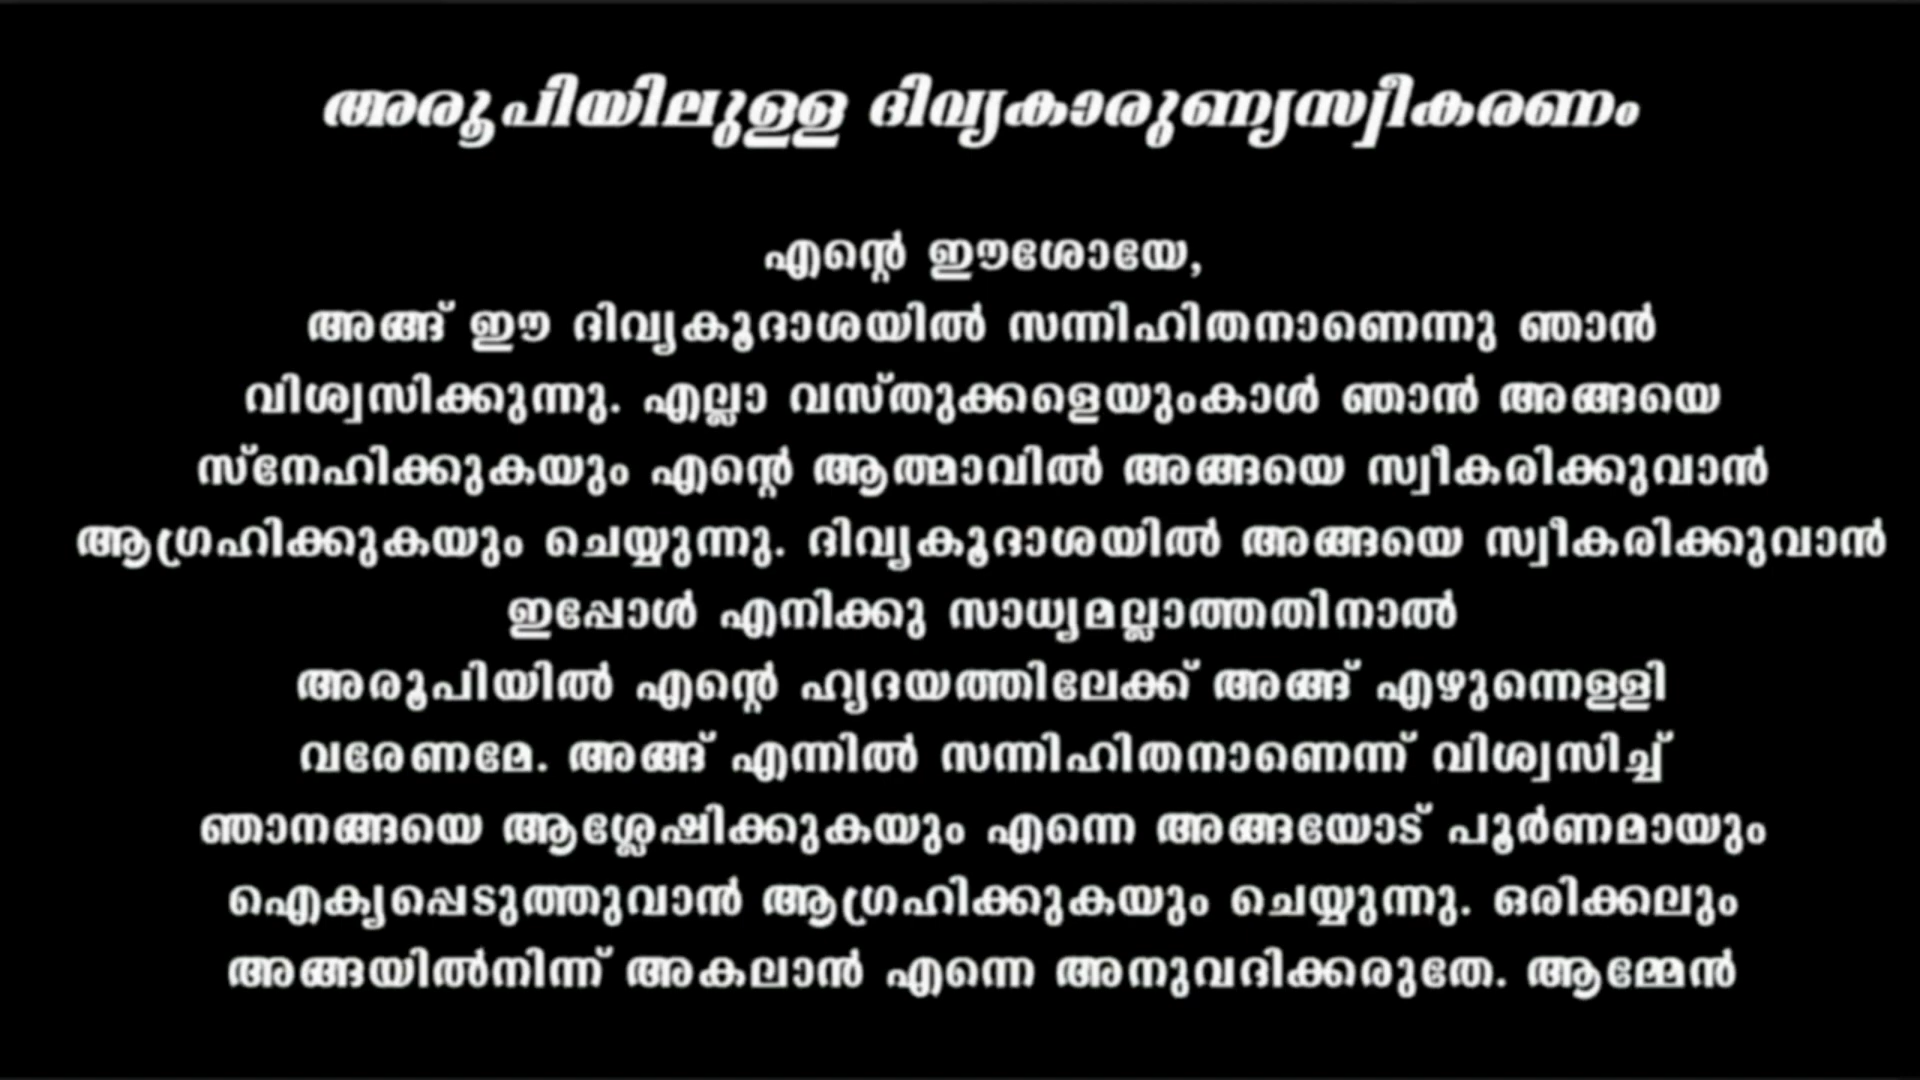 അരൂപിയിലുള്ള ദിവ്യകാരുണ്യസ്വീകരണം
എന്റെ ഈശോയേ,
അങ്ങ് ഈ ദിവ്യകൂദാശയിൽ സന്നിഹിതനാണെന്നു ഞാൻ
വിശ്വസിക്കുന്നു. എല്ലാ വസ്തുക്കളെയുംകാൾ ഞാൻ അങ്ങയെ
സ്നേഹിക്കുകയും എന്റെ ആത്മാവിൽ അങ്ങയെ സ്വീകരിക്കുവാൻ
ആഗ്രഹിക്കുകയും ചെയ്യുന്നു. ദിവ്യകൂദാശയിൽ അങ്ങയെ സ്വീകരിക്കുവാൻ
ഇപ്പോൾ എനിക്കു സാധ്യമല്ലാത്തതിനാൽ
അരൂപിയിൽ എന്റെ ഹൃദയത്തിലേക്ക് അങ്ങ് എഴുന്നെള്ളി
വരേണമേ. അങ്ങ് എന്നിൽ സന്നിഹിതനാണെന്ന് വിശ്വസിച്ച്
ഞാനങ്ങയെ ആശ്ലേഷിക്കുകയും എന്നെ അങ്ങയോട് പൂർണമായും
ഐക്യപ്പെടുത്തുവാൻ ആഗ്രഹിക്കുകയും ചെയ്യുന്നു. ഒരിക്കലും
അങ്ങയിൽനിന്ന് അകലാൻ എന്നെ അനുവദിക്കരുതേ. ആമ്മേൻ